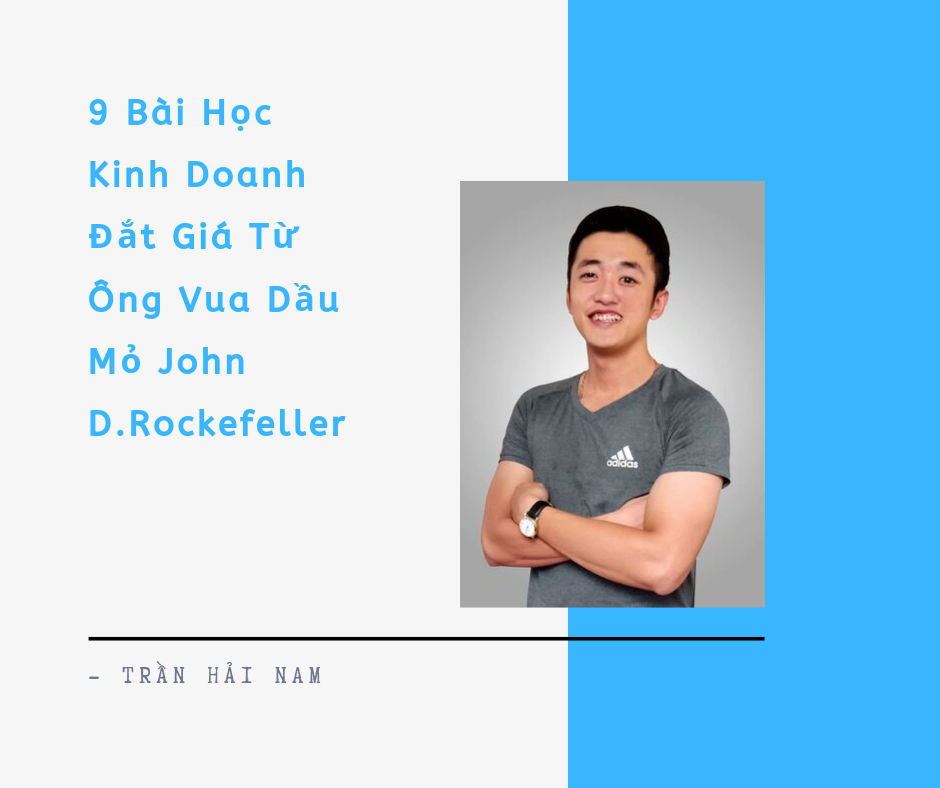 9 Bài Học
Kinh Doanh
Đắt Giá Từ
Ông Vua Dầu
Mỏ John
D.Rockefeller
adidas
- TRẦN HẢI NAM